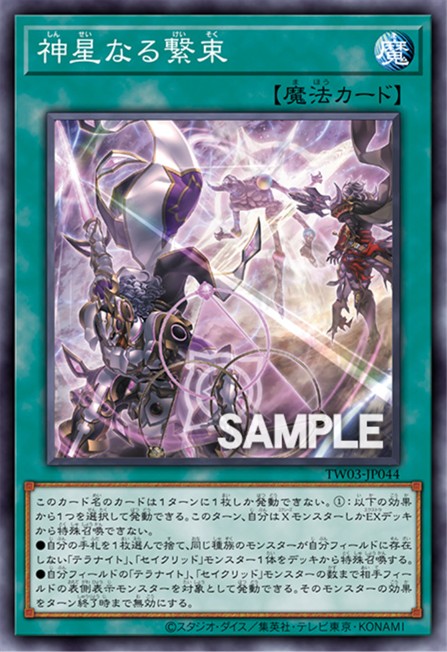 神星なる繋束
【魔法カード】
魔
SAMPLE
TW03-JP044
このカード名のカードは1ターンに1枚しか発動できない。①:以下の効果
から1つを選択して発動できる。このターン、自分はXモンスターしかEXデッキ
から特殊召喚できない。
●自分の手札を1枚選んで捨て、同じ種族のモンスターが自分フィールドに存在
しない「テラナイト」、「セイクリッド」モンスター1体をデッキから特殊召喚する。
●自分フィールドの「テラナイト」、「セイクリッド」モンスターの数まで相手フィー
ルドの表側表示モンスターを対象として発動できる。そのモンスターの効果
をターン終了時まで無効にする。
©スタジオ・ダイス/集英社・テレビ東京・KONAMI